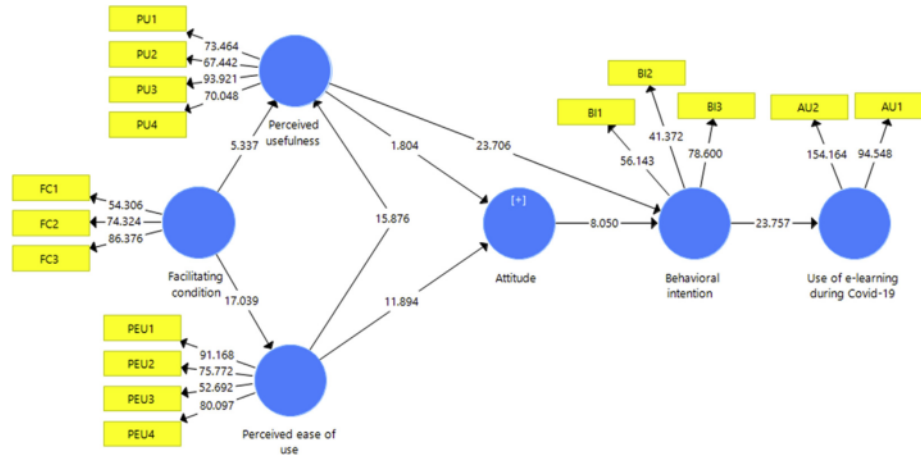 PU1
PU2
PU3
PU4
73.464
67.442
93.921
70.048
Perceived
usefulness
5.337
1.804
23.706
BI1
BI2
BI3
56.143
41.372
78.600
AU2
AU1
154.164
94.548
FC1
FC2
FC3
54.306
74.324
86.376
Facilitating
condition
15.876
[+]
Attitude
8.050
Behavioral
intention
23.757
Use of e-learning
during Covid-19
17.039
11.894
PEU1
PEU2
PEU3
PEU4
91.168
75.772
52.692
80.097
Perceived ease of
use